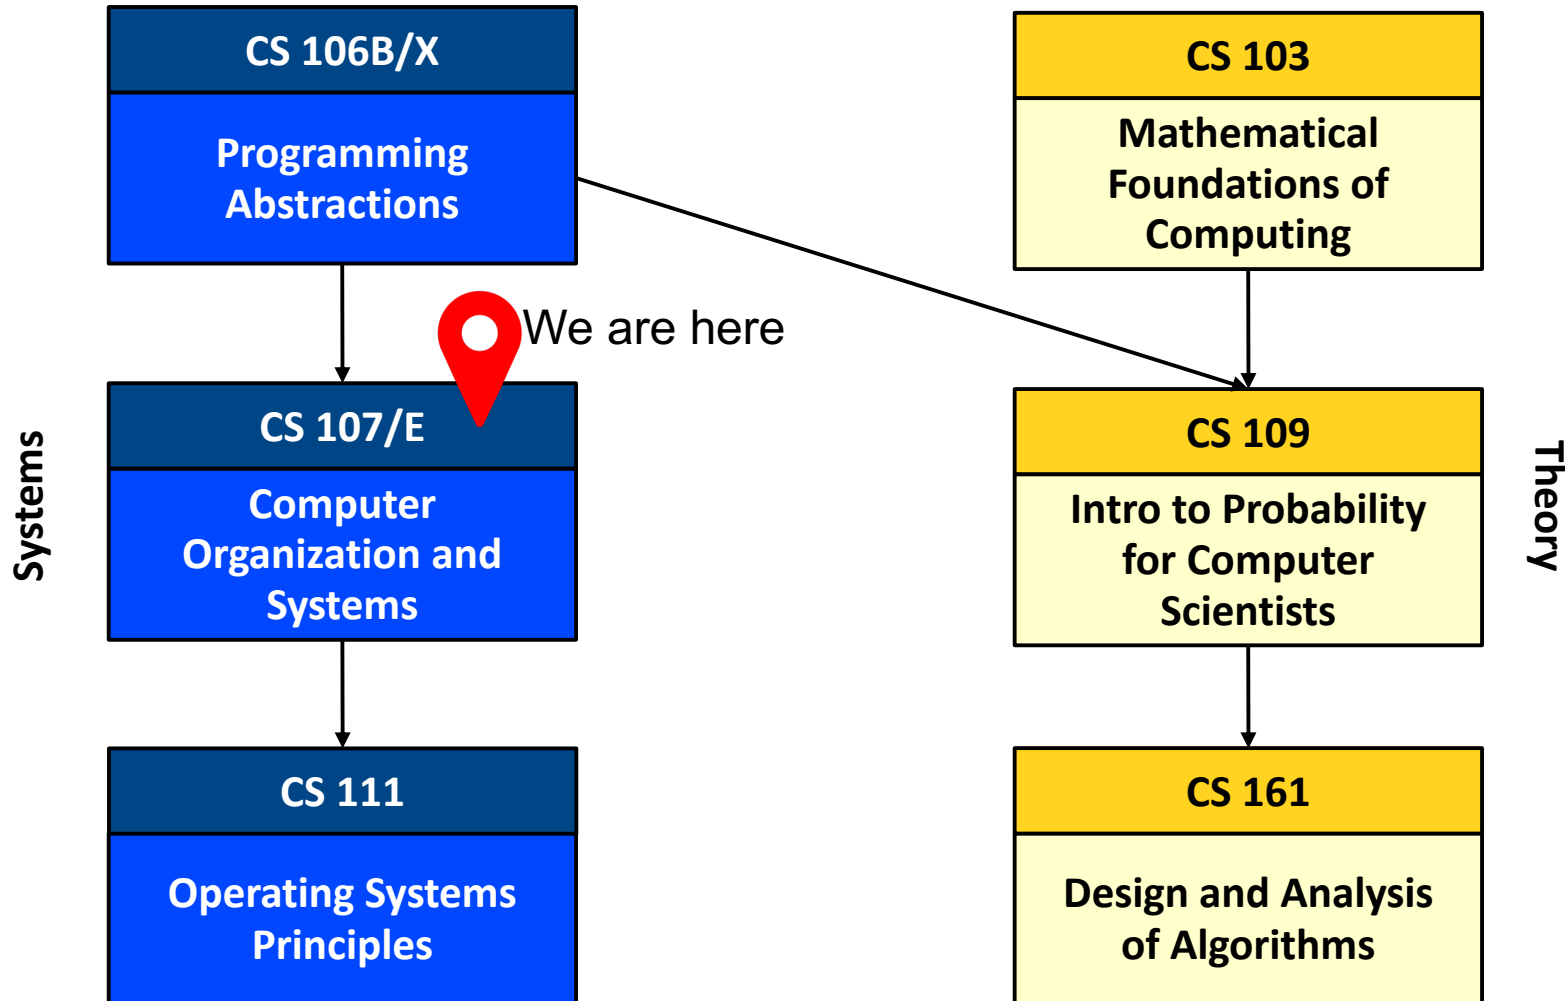 CS 106B/X
Programming
Abstractions
CS 103
Mathematical
Foundations of
Computing
We are here
Systems
CS 107/E
Computer
Organization and
Systems
CS 109
Intro to Probability
for Computer
Scientists
Theory
CS 111
Operating Systems
Principles
CS 161
Design and Analysis
of Algorithms